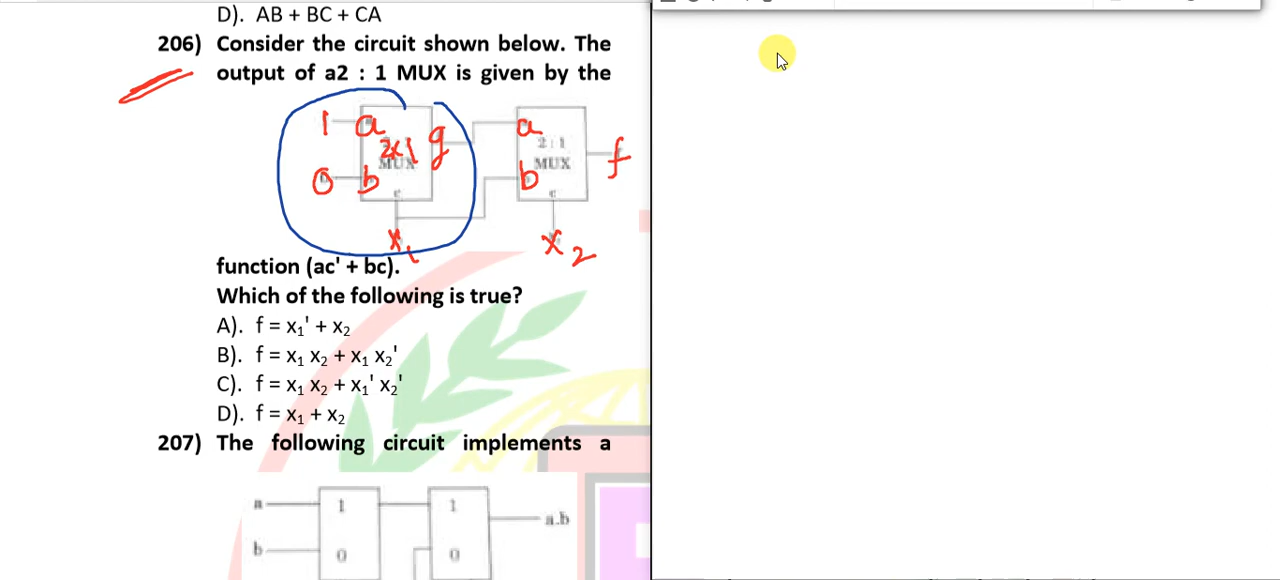 D). AB + BC + CA
206) Consider the circuit shown below. The
output of a2 : 1 MUX is given by the
1 a 2x1 g a 2 : 1
MUX MUX f
0 b b
c c
x₁ x₂
function (ac' + bc).
Which of the following is true?
A). f = x₁' + x₂
B). f = x₁ x₂ + x₁ x₂'
C). f = x₁ x₂ + x₁' x₂'
D). f = x₁ + x₂
207) The following circuit implements a
a 1 1
a.b
b 0 0